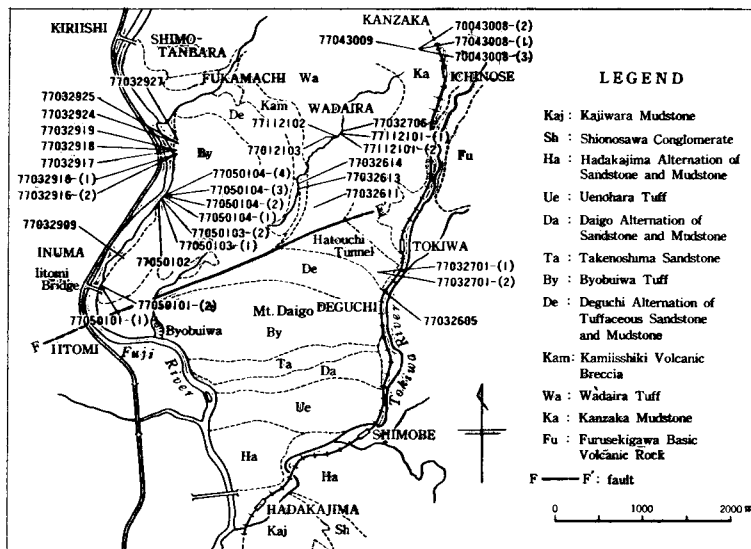 KANZAKA
70043008-(2)
77043009
77043008-(1)
70043008-(3)
KIRIISHI
SHIMO-
TANBARA
77032927
FUKAMACHI
Wa
Ka
ICHINOSE
De
Kam
WADAIRA
77032925
77032924
77032919
77032918
77032917
77032916-(1)
77032916-(2)
77112102
77032706
77112101-(1)
77112101-(2)
77012103
By
Fu
77032614
77032613
77032611
77050104-(4)
77050104-(3)
77050104-(2)
77050104-(1)
77050103-(2)
77050103-(1)
77032909
INUMA
77050102
Hatouchi
Tunnel
TOKIWA
De
77032701-(1)
77032701-(2)
Iitomi
Bridge
77050101-(2)
77050101-(1)
Byobuiwa
Mt. Daigo
DEGUCHI
77032605
F
IITOMI
By
Fuji
River
Ta
Da
Ue
Tokiwa
River
SHIMOBE
Ha
Ha
HADAKAJIMA
Kaj
Sh
LEGEND
Kaj : Kajiwara Mudstone
Sh : Shionosawa Conglomerate
Ha : Hadakajima Alternation of
Sandstone and Mudstone
Ue : Uenohara Tuff
Da : Daigo Alternation of
Sandstone and Mudstone
Ta : Takenoshima Sandstone
By : Byobuiwa Tuff
De : Deguchi Alternation of
Tuffaceous Sandstone
and Mudstone
Kam : Kamiisshiki Volcanic
Breccia
Wa : Wadaira Tuff
Ka : Kanzaka Mudstone
Fu : Furusekigawa Basic
Volcanic Rock
F — F' : fault
0 1000 2000 m